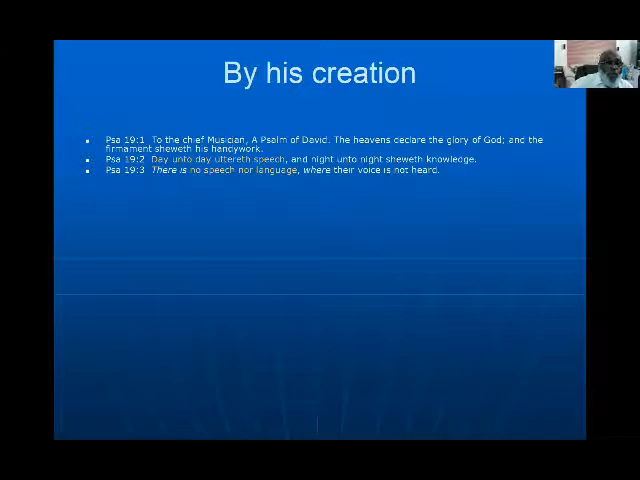 By his creation
Psa 19:1 To the chief Musician, A Psalm of David. The heavens declare the glory of God; and the
firmament sheweth his handywork.
Psa 19:2 Day unto day uttereth speech, and night unto night sheweth knowledge.
Psa 19:3 There is no speech nor language, where their voice is not heard.